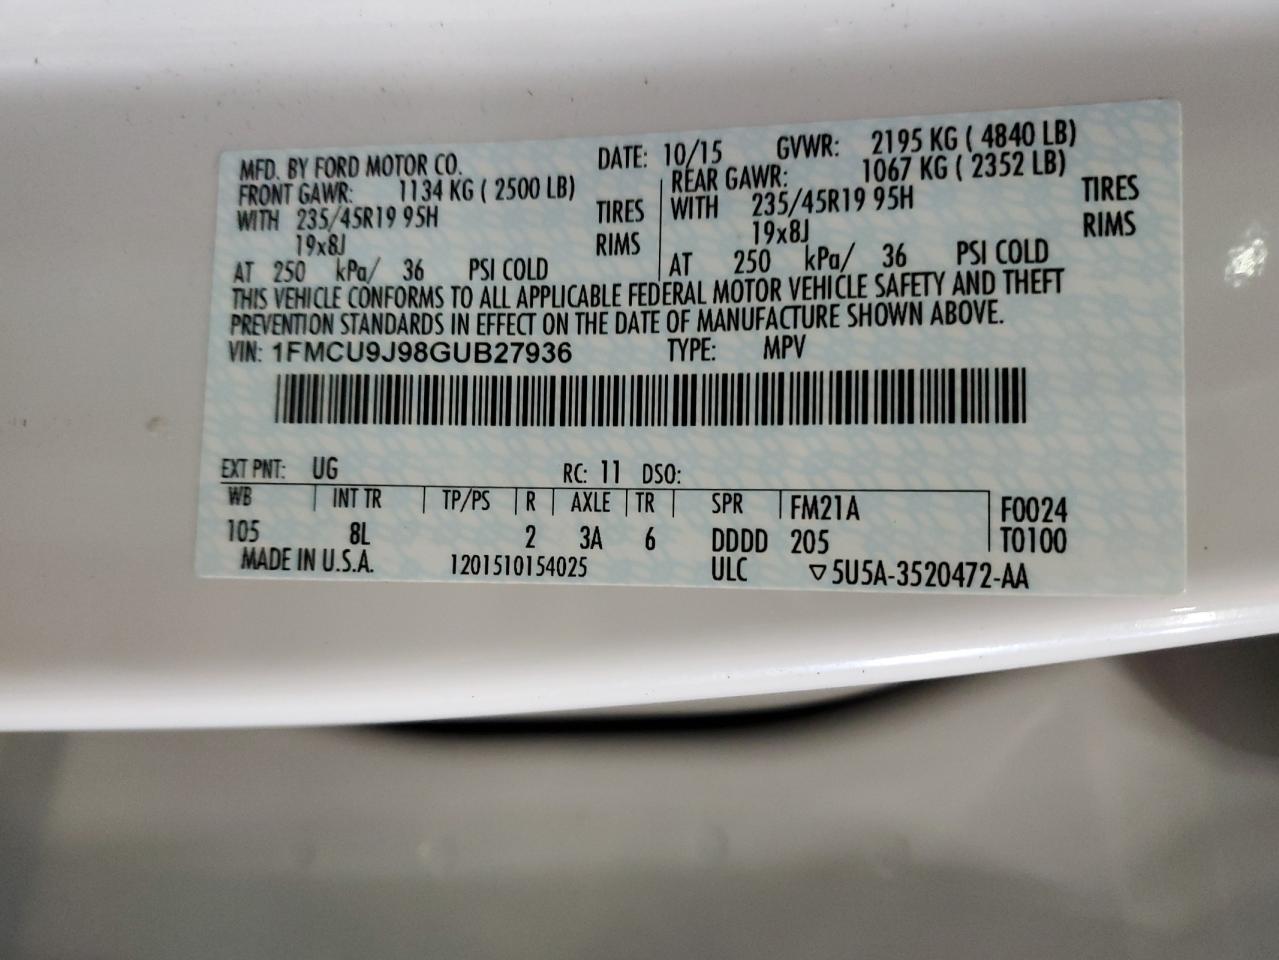 MFD. BY FORD MOTOR CO. DATE: 10/15 GVWR: 2195 KG ( 4840 LB)
FRONT GAWR: 1134 KG ( 2500 LB) REAR GAWR: 1067 KG ( 2352 LB)
WITH 235/45R19 95H TIRES WITH 235/45R19 95H TIRES
19x8J RIMS 19x8J RIMS
AT 250 kPa/ 36 PSI COLD AT 250 kPa/ 36 PSI COLD
THIS VEHICLE CONFORMS TO ALL APPLICABLE FEDERAL MOTOR VEHICLE SAFETY AND THEFT
PREVENTION STANDARDS IN EFFECT ON THE DATE OF MANUFACTURE SHOWN ABOVE.
VIN: 1FMCU9J98GUB27936 TYPE: MPV
EXT PNT: UG RC: 11 DSO:
WB INT TR TP/PS R AXLE TR SPR FM21A F0024
105 8L 2 3A 6 DDDD 205 T0100
MADE IN U.S.A. 1201510154025 ULC ▽5U5A-3520472-AA